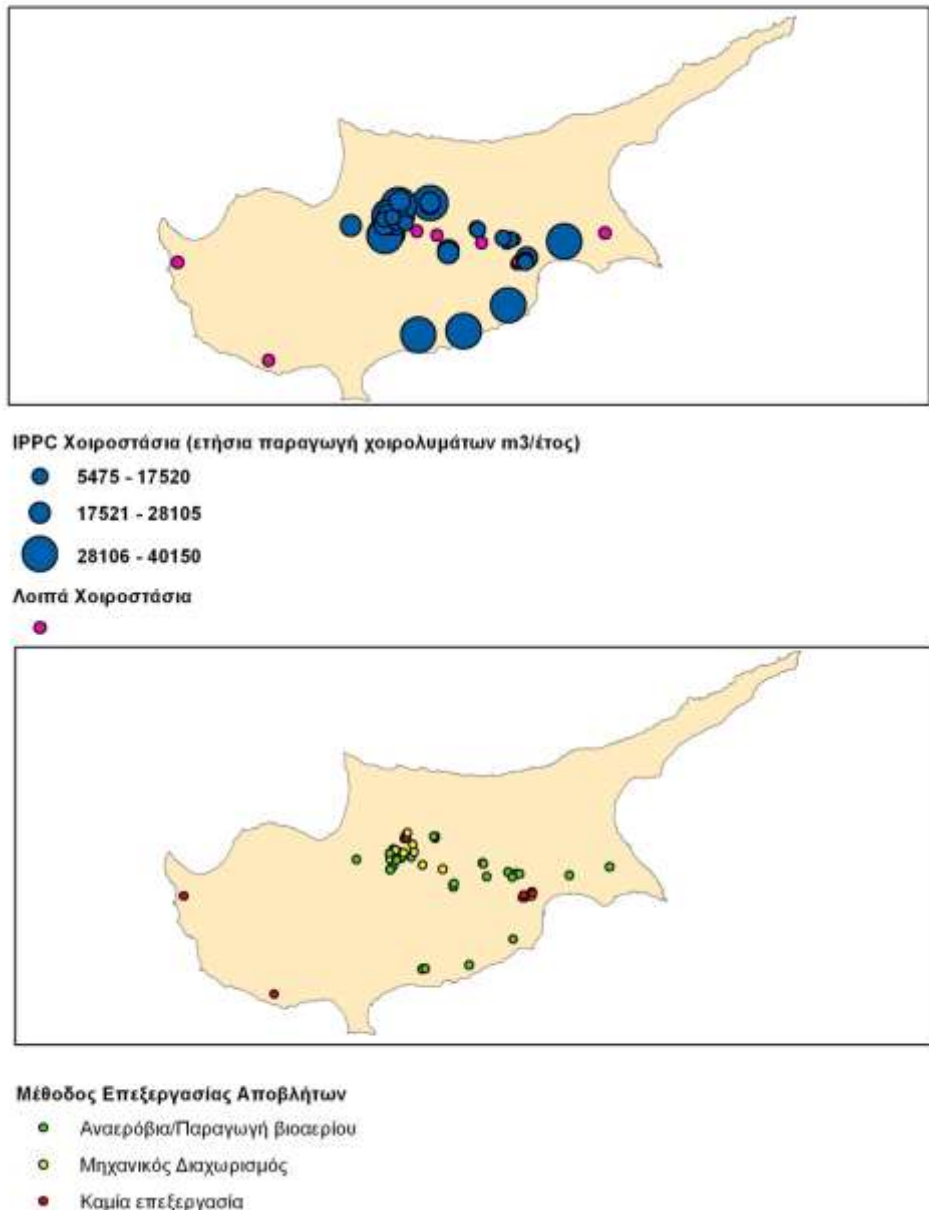 IPPC Χοιροστάσια (ετήσια παραγωγή χοιρολυμάτων m3/έτος)
5475 - 17520
17521 - 28105
28106 - 40150
Λοιπά Χοιροστάσια
Μέθοδος Επεξεργασίας Αποβλήτων
Αναερόβια/Παραγωγή βιοαερίου
Μηχανικός Διαχωρισμός
Καμία επεξεργασία